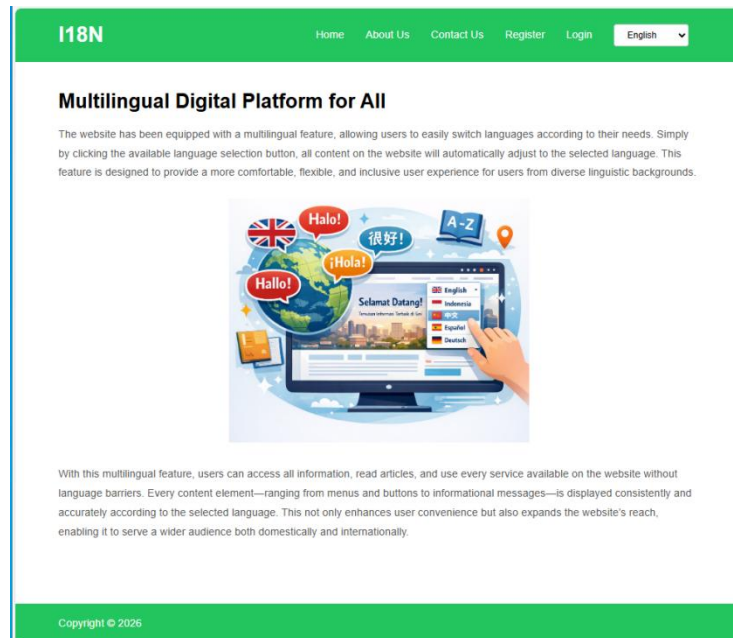 I18N
Home About Us Contact Us Register Login English
Multilingual Digital Platform for All
The website has been equipped with a multilingual feature, allowing users to easily switch languages according to their needs. Simply
by clicking the available language selection button, all content on the website will automatically adjust to the selected language. This
feature is designed to provide a more comfortable, flexible, and inclusive user experience for users from diverse linguistic backgrounds.
Halo!
A-Z
很好!
¡Hola!
Hallo!
English
Selamat Datang!
Indonesia
中文
Español
Deutsch
With this multilingual feature, users can access all information, read articles, and use every service available on the website without
language barriers. Every content element—ranging from menus and buttons to informational messages—is displayed consistently and
accurately according to the selected language. This not only enhances user convenience but also expands the website’s reach,
enabling it to serve a wider audience both domestically and internationally.
Copyright © 2026